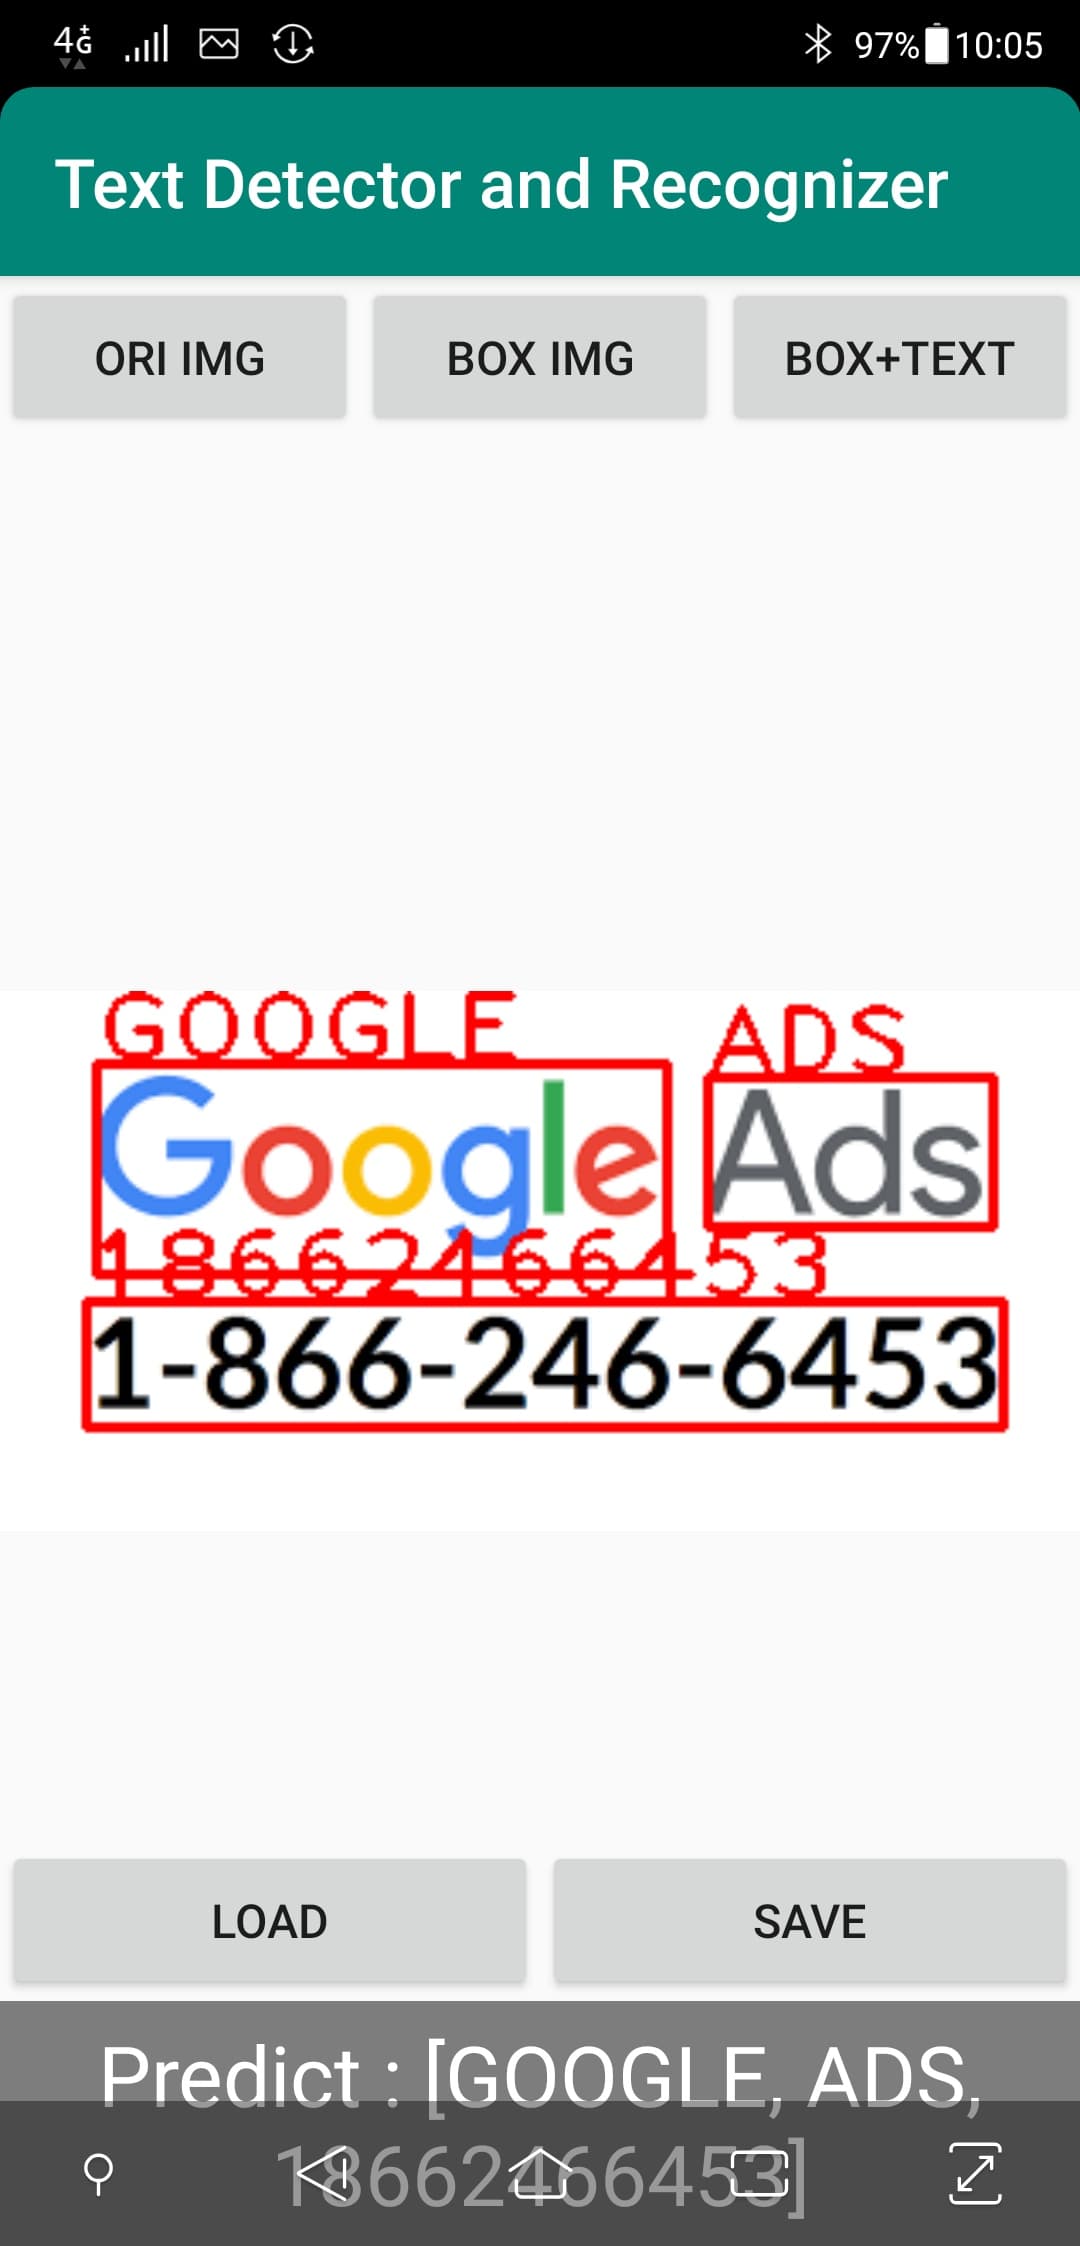 4G 97% 10:05
Text Detector and Recognizer
ORI IMG BOX IMG BOX+TEXT
GOOGLE ADS
Google Ads
18662466453
1-866-246-6453
LOAD SAVE
Predict : [GOOGLE, ADS,
18662466453]